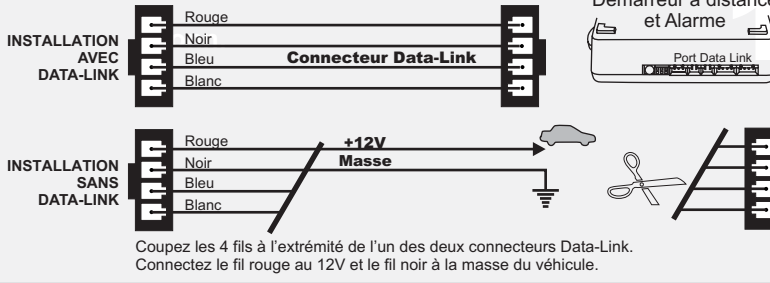 INSTALLATION
AVEC
DATA-LINK
Rouge
Noir
Bleu
Blanc
Connecteur Data-Link
Démarreur à distance
et Alarme
Port Data Link
INSTALLATION
SANS
DATA-LINK
Rouge
Noir
Bleu
Blanc
+12V
Masse
Coupez les 4 fils à l'extrémité de l'un des deux connecteurs Data-Link.
Connectez le fil rouge au 12V et le fil noir à la masse du véhicule.